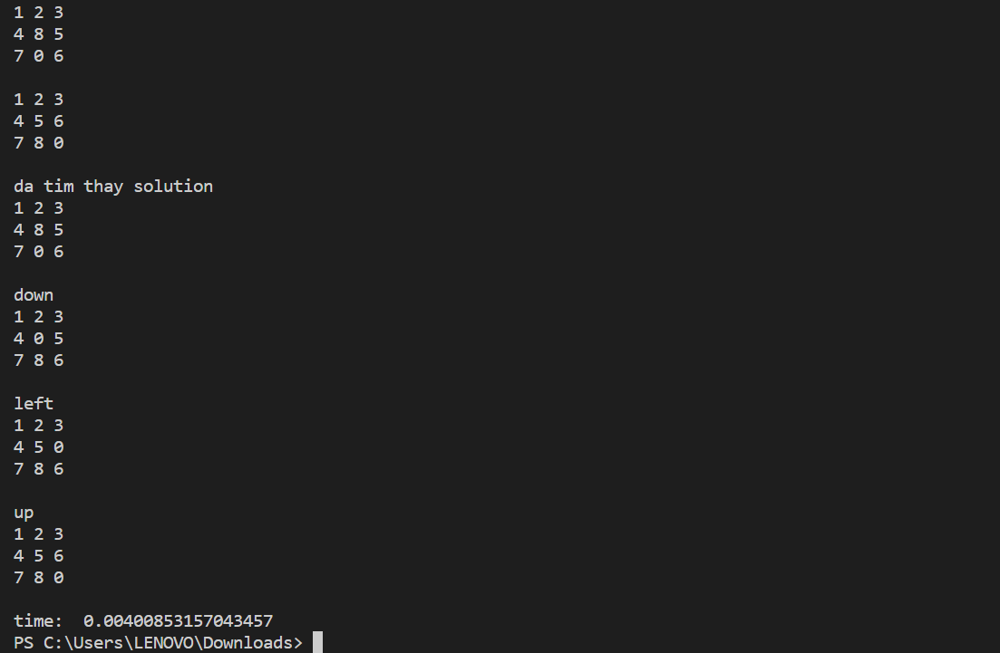 1 2 3
4 8 5
7 0 6
1 2 3
4 5 6
7 8 0
da tim thay solution
1 2 3
4 8 5
7 0 6
down
1 2 3
4 0 5
7 8 6
left
1 2 3
4 5 0
7 8 6
up
1 2 3
4 5 6
7 8 0
time:  0.00400853157043457
PS C:\Users\LENOVO\Downloads>